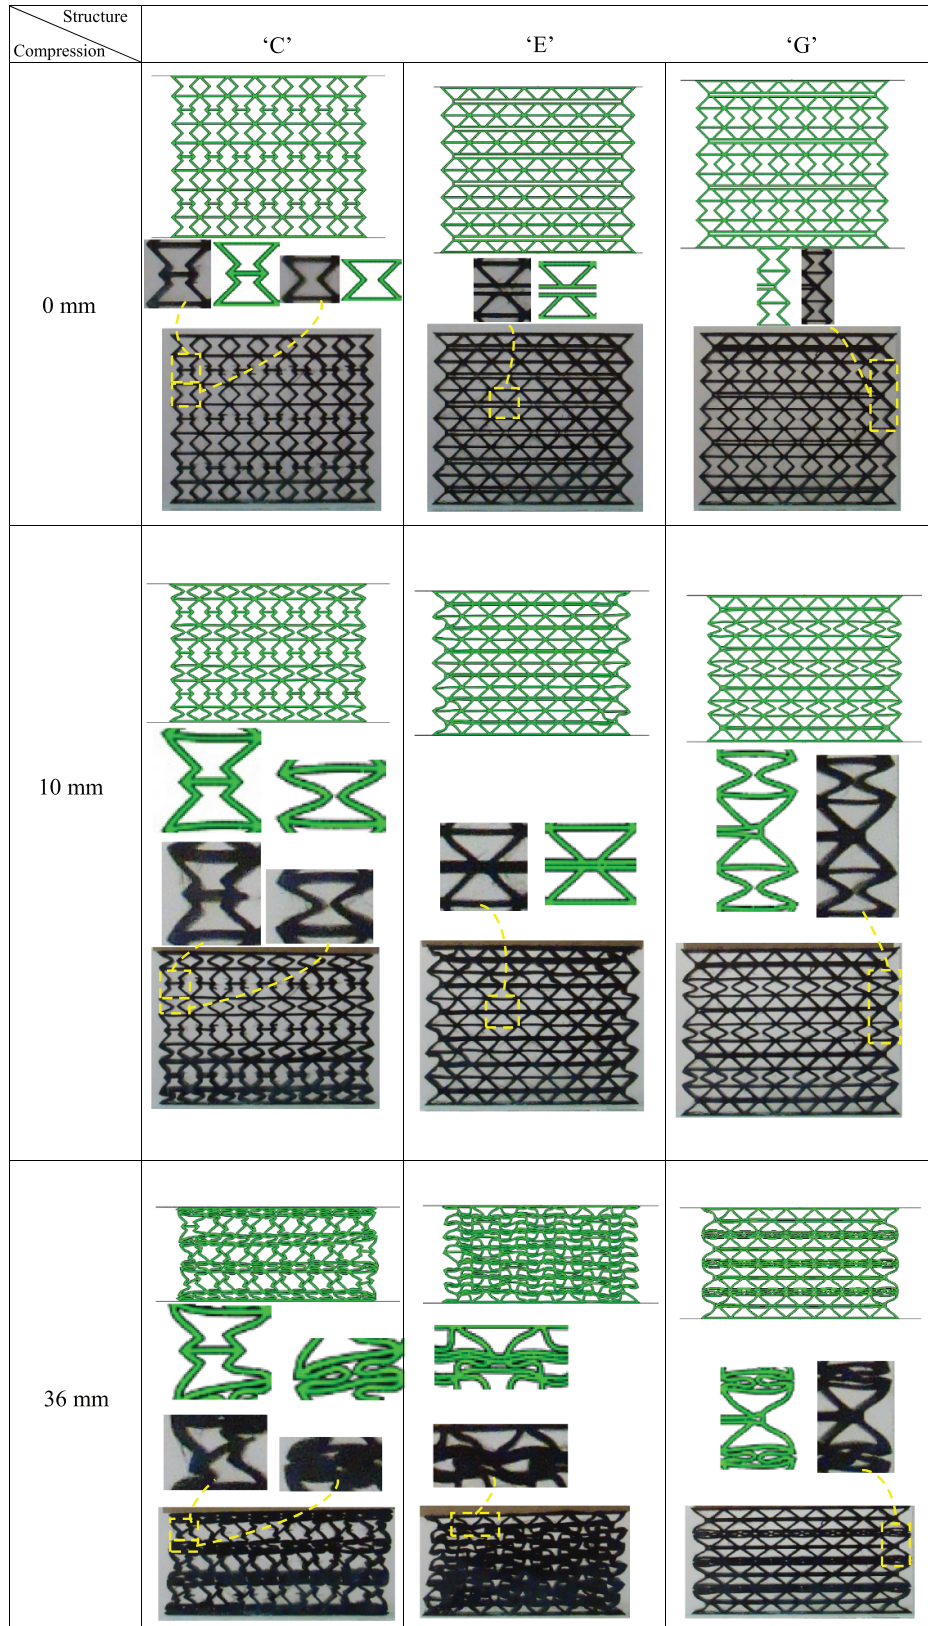 Structure
Compression
‘C’
‘E’
‘G’
0 mm
10 mm
36 mm